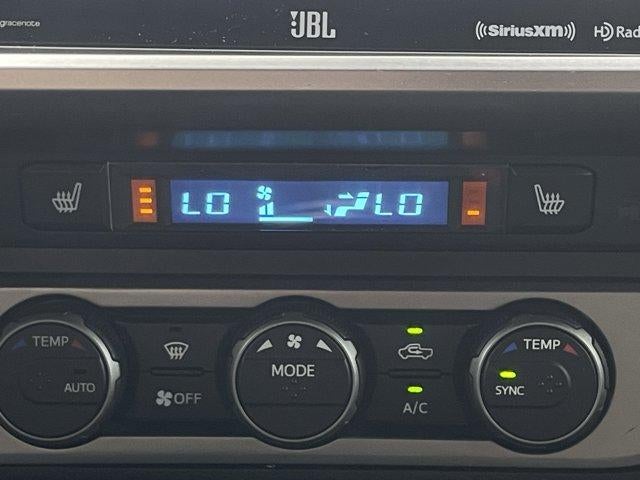 gracenote JBL SiriusXM HD Rad
LO LO
TEMP TEMP
MODE
AUTO OFF A/C SYNC